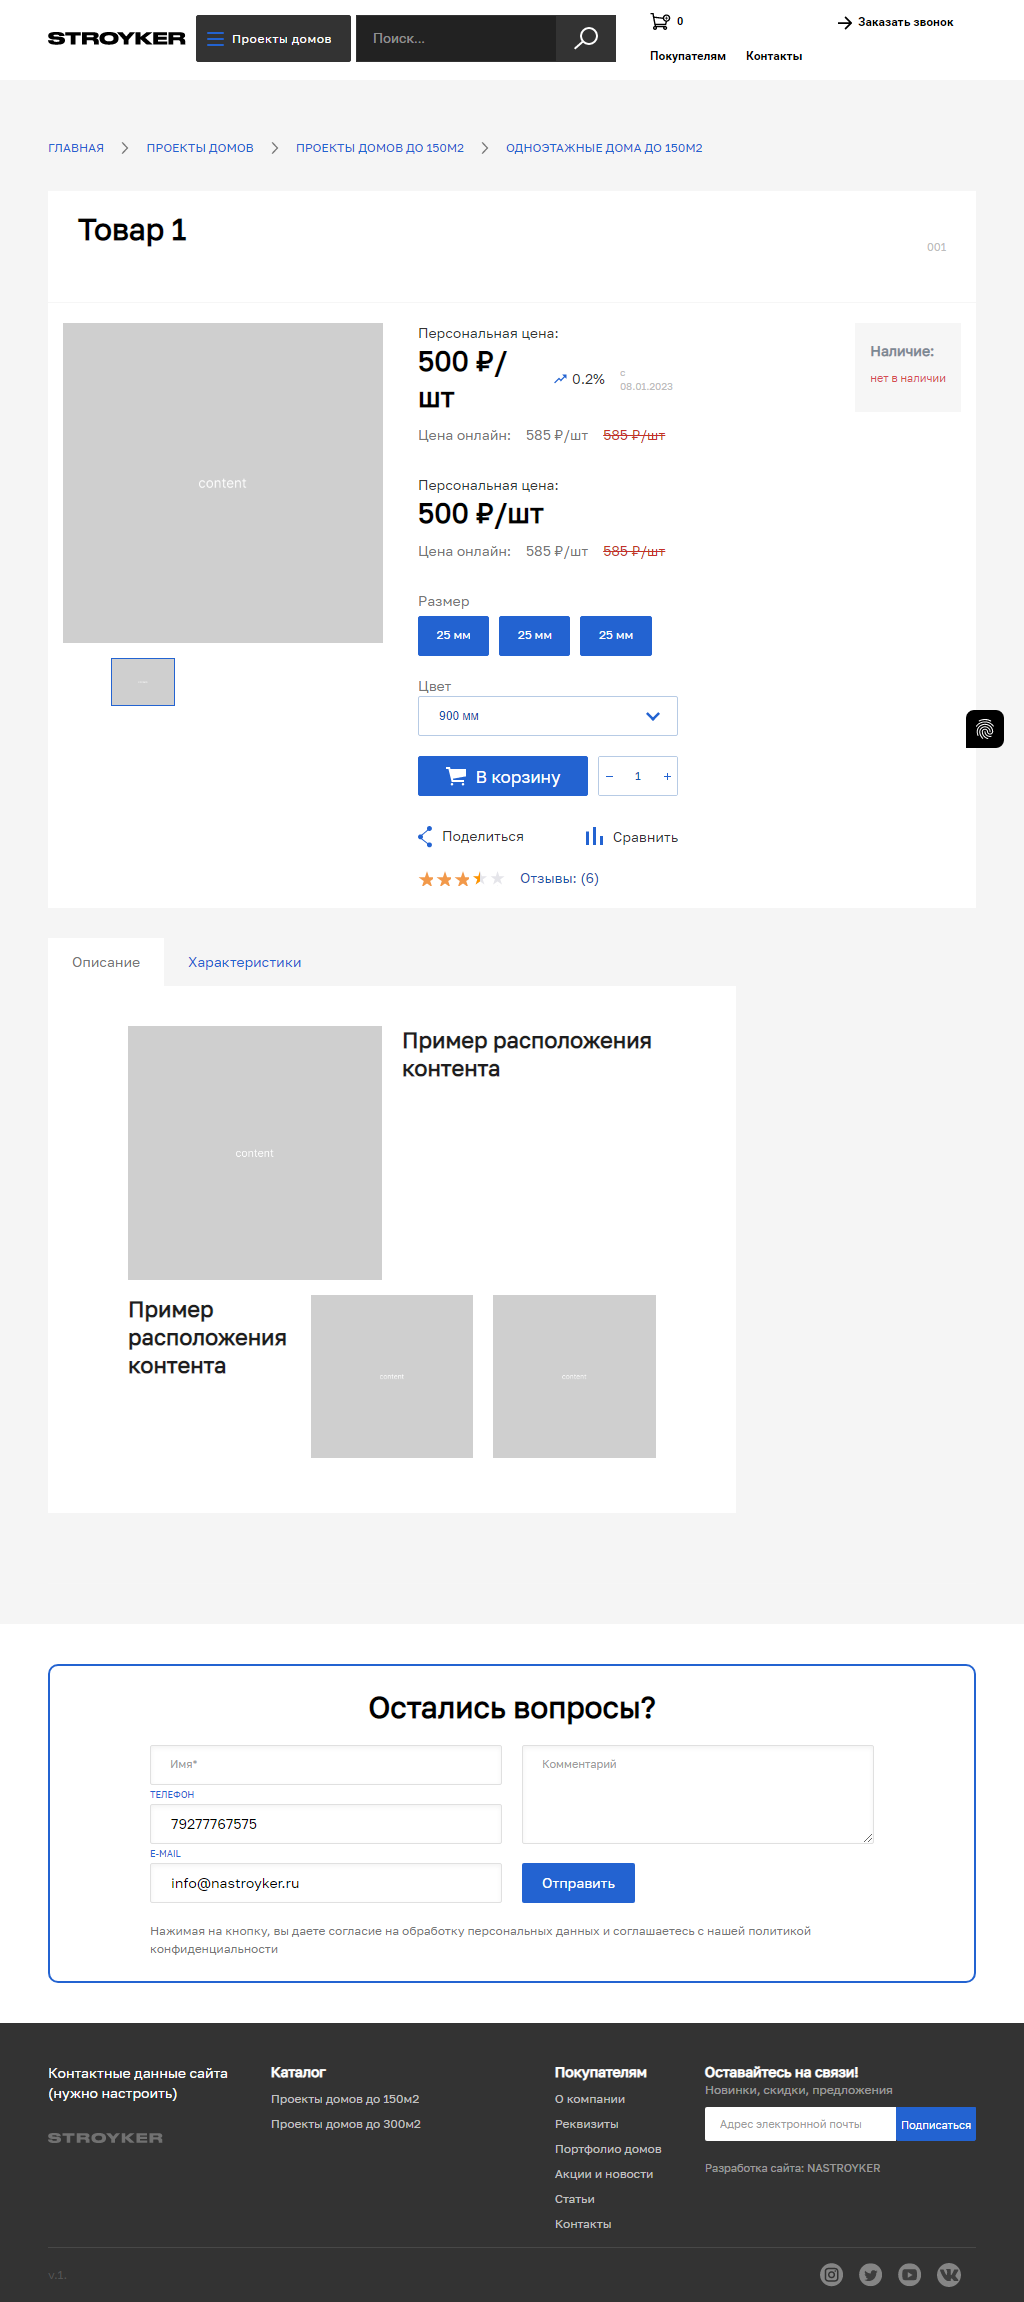 STROYKER
Проекты домов
Поиск...
0
Заказать звонок
Покупателям
Контакты
ГЛАВНАЯ
ПРОЕКТЫ ДОМОВ
ПРОЕКТЫ ДОМОВ ДО 150М2
ОДНОЭТАЖНЫЕ ДОМА ДО 150М2
Товар 1
001
content
Персональная цена:
500 ₽/
шт
0.2%
с
08.01.2023
Цена онлайн: 585 ₽/шт 585 ₽/шт
Наличие:
нет в наличии
Персональная цена:
500 ₽/шт
Цена онлайн: 585 ₽/шт 585 ₽/шт
Размер
25 мм
25 мм
25 мм
Цвет
900 мм
В корзину
− 1 +
Поделиться
Сравнить
Отзывы: (6)
Описание
Характеристики
content
Пример расположения
контента
Пример
расположения
контента
content
content
Остались вопросы?
Имя*
ТЕЛЕФОН
79277767575
E-MAIL
info@nastroyker.ru
Комментарий
Отправить
Нажимая на кнопку, вы даете согласие на обработку персональных данных и соглашаетесь с нашей политикой
конфиденциальности
Контактные данные сайта
(нужно настроить)
STROYKER
Каталог
Проекты домов до 150м2
Проекты домов до 300м2
Покупателям
О компании
Реквизиты
Портфолио домов
Акции и новости
Статьи
Контакты
Оставайтесь на связи!
Новинки, скидки, предложения
Адрес электронной почты
Подписаться
Разработка сайта: NASTROYKER
v.1.